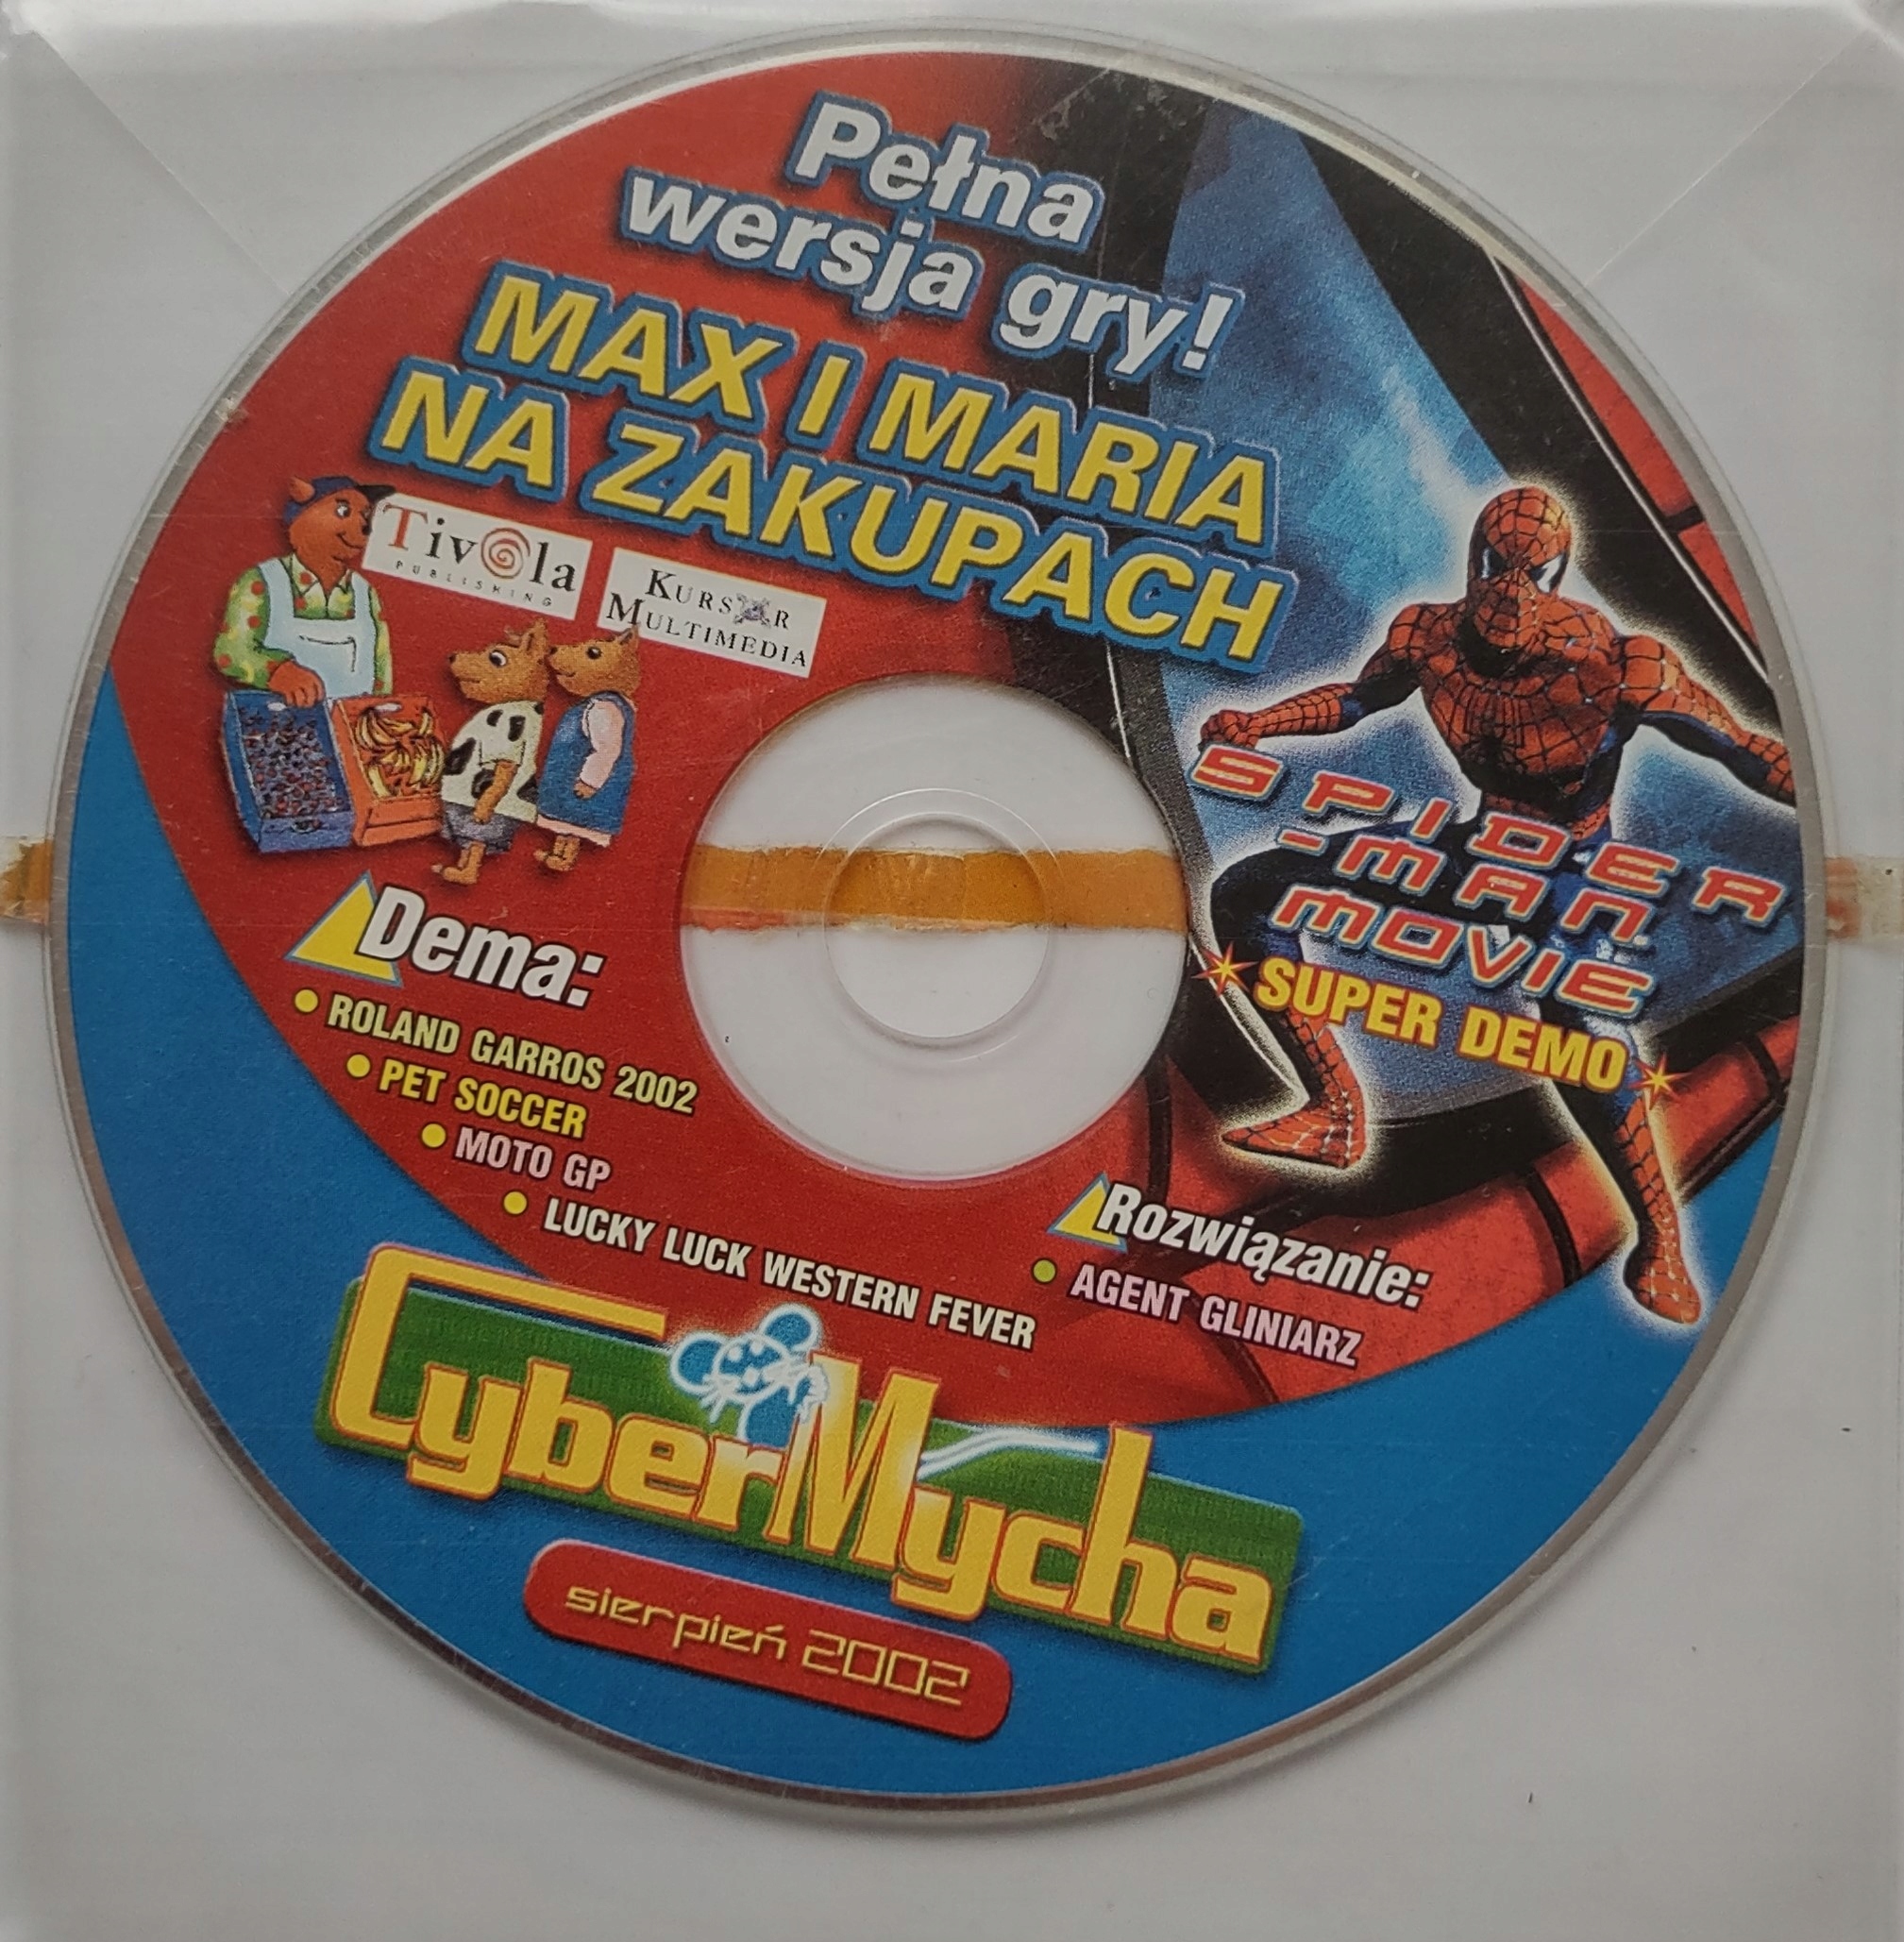 Pełna
wersja gry!
MAX I MARIA
NA ZAKUPACH
Tivola
PUBLISHING
KURSOR
MULTIMEDIA
SPIDER
-MAN
MOVIE
SUPER DEMO
Dema:
ROLAND GARROS 2002
PET SOCCER
MOTO GP
LUCKY LUCK WESTERN FEVER
Rozwiązanie:
AGENT GLINIARZ
CyberMycha
sierpień 2002